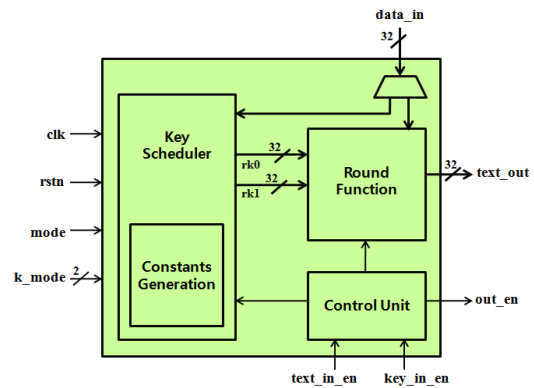 data_in
32
clk
rstn
mode
k_mode
2
Key
Scheduler
32
rk0
32
rk1
Constants
Generation
Round
Function
32
text_out
Control Unit
out_en
text_in_en
key_in_en